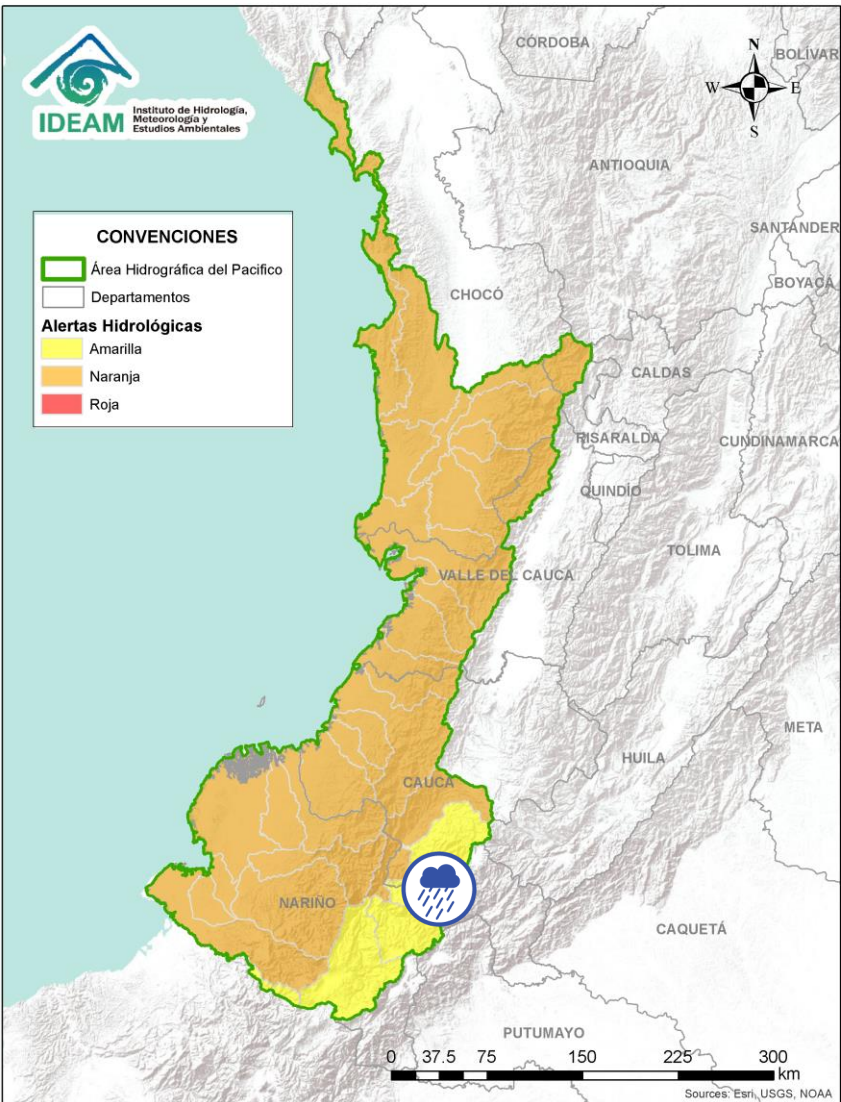 IDEAM
Instituto de Hidrología,
Meteorología y
Estudios Ambientales
CÓRDOBA
BOLIVAR
N
W
E
S
ANTIOQUIA
SANTANDER
CONVENCIONES
Área Hidrográfica del Pacifico
Departamentos
Alertas Hidrológicas
Amarilla
Naranja
Roja
BOYACÁ
CHOCÓ
CALDAS
RISARALDA
CUNDINAMARCA
QUINDÍO
TOLIMA
VALLE DEL CAUCA
META
HUILA
CAUCA
NARIÑO
CAQUETÁ
PUTUMAYO
0 37.5 75 150 225 300
km
Sources: Esri, USGS, NOAA